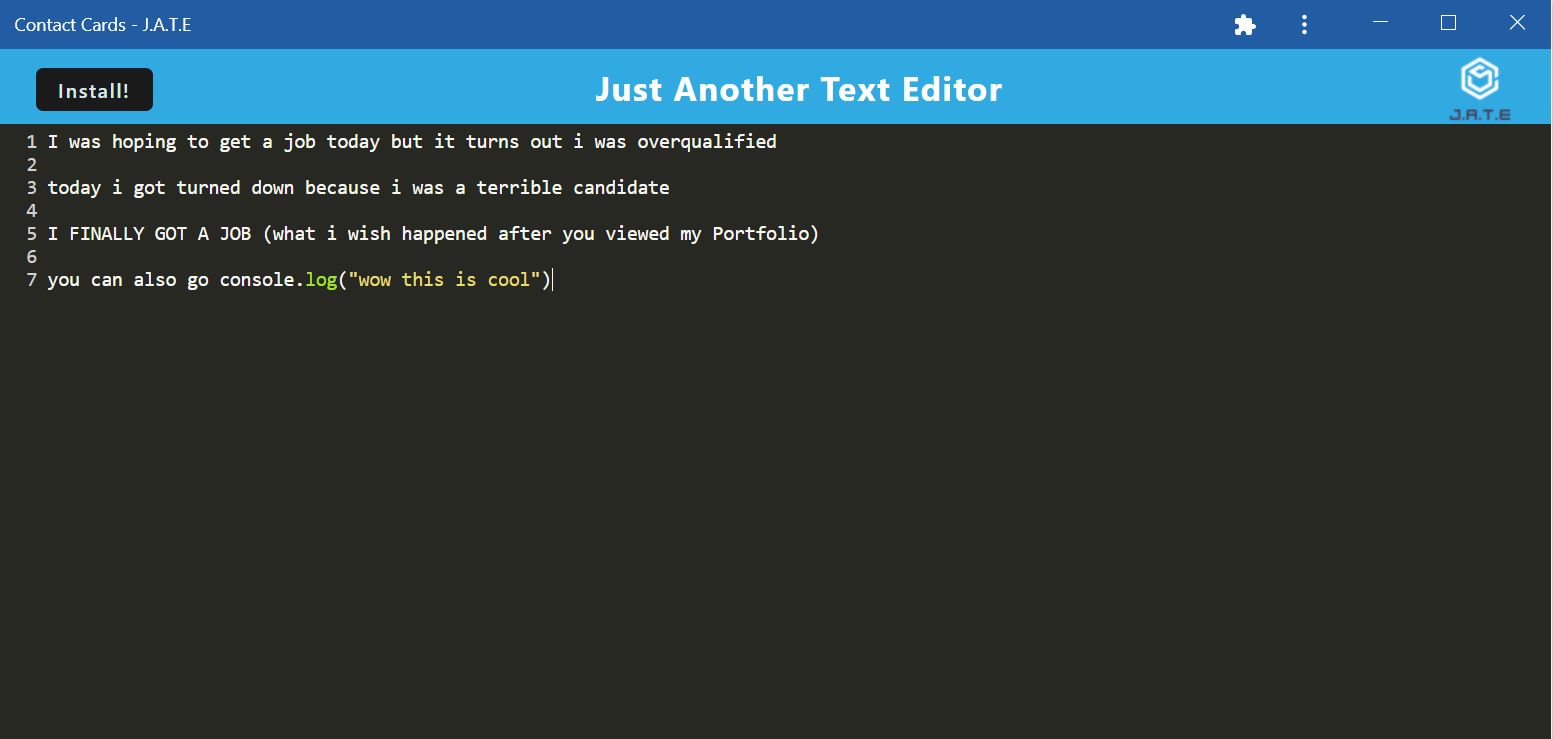 Contact Cards - J.A.T.E
Install!
Just Another Text Editor
J.A.T.E
1 I was hoping to get a job today but it turns out i was overqualified
2
3 today i got turned down because i was a terrible candidate
4
5 I FINALLY GOT A JOB (what i wish happened after you viewed my Portfolio)
6
7 you can also go console.log("wow this is cool")